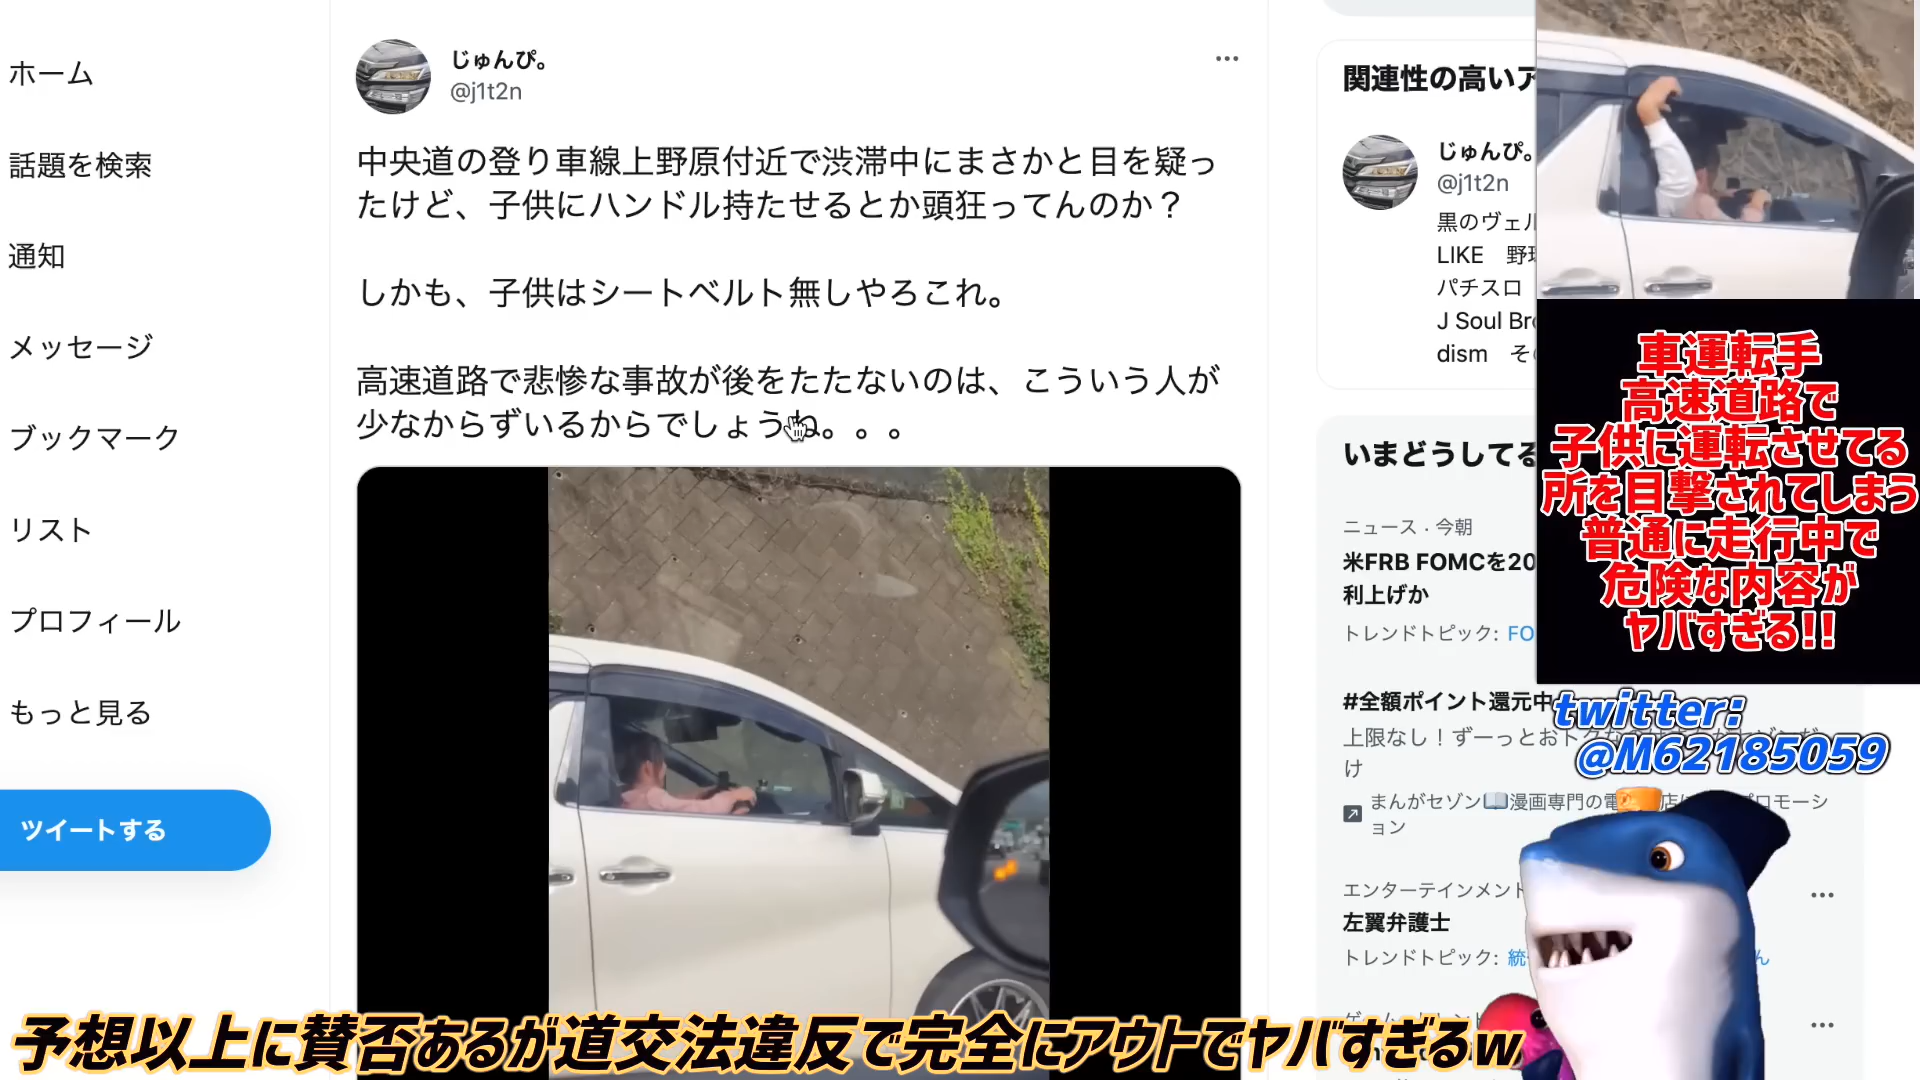 ホーム
話題を検索
通知
メッセージ
ブックマーク
リスト
プロフィール
もっと見る
ツイートする
じゅんぴ。
@j1t2n
中央道の登り車線上野原付近で渋滞中にまさかと目を疑っ
たけど、子供にハンドル持たせるとか頭狂ってんのか？
しかも、子供はシートベルト無しやろこれ。
高速道路で悲惨な事故が後をたたないのは、こういう人が
少なからずいるからでしょうね。。。
関連性の高いア
じゅんぴ。
@j1t2n
黒のヴェル
LIKE 野球
パチスロ
J Soul Bro
dism そ
いまどうしてる
ニュース · 今朝
米FRB FOMCを20
利上げか
トレンドトピック: FO
#全額ポイント還元中
上限なし！ずーっとおトク
け
まんがセゾン📖漫画専門の電 店 プロモーシ
ョン
エンターテインメント
左翼弁護士
トレンドトピック: 統
ん
車運転手
高速道路で
子供に運転させてる
所を目撃されてしまう
普通に走行中で
危険な内容が
ヤバすぎる!!
twitter:
@M62185059
予想以上に賛否あるが道交法違反で完全にアウトでヤバすぎるw